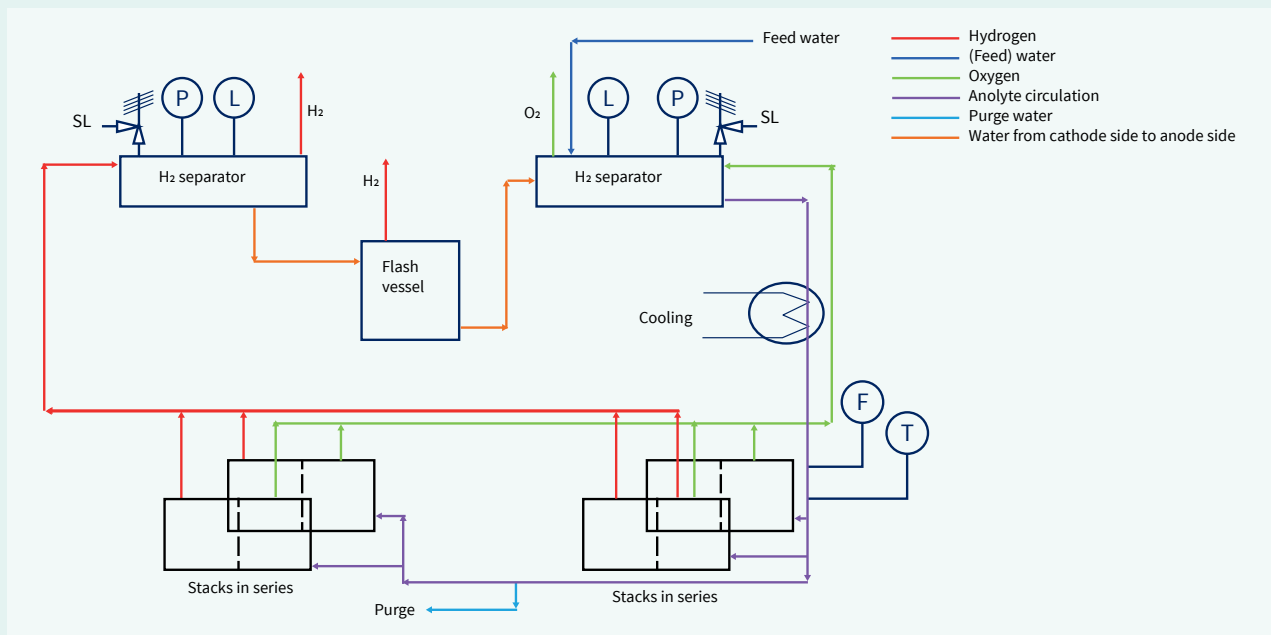 Feed water
Hydrogen
(Feed) water
Oxygen
Anolyte circulation
Purge water
Water from cathode side to anode side
SL
P
L
H₂
O₂
L
P
SL
H₂ separator
H₂
H₂ separator
Flash
vessel
Cooling
F
T
Stacks in series
Stacks in series
Purge